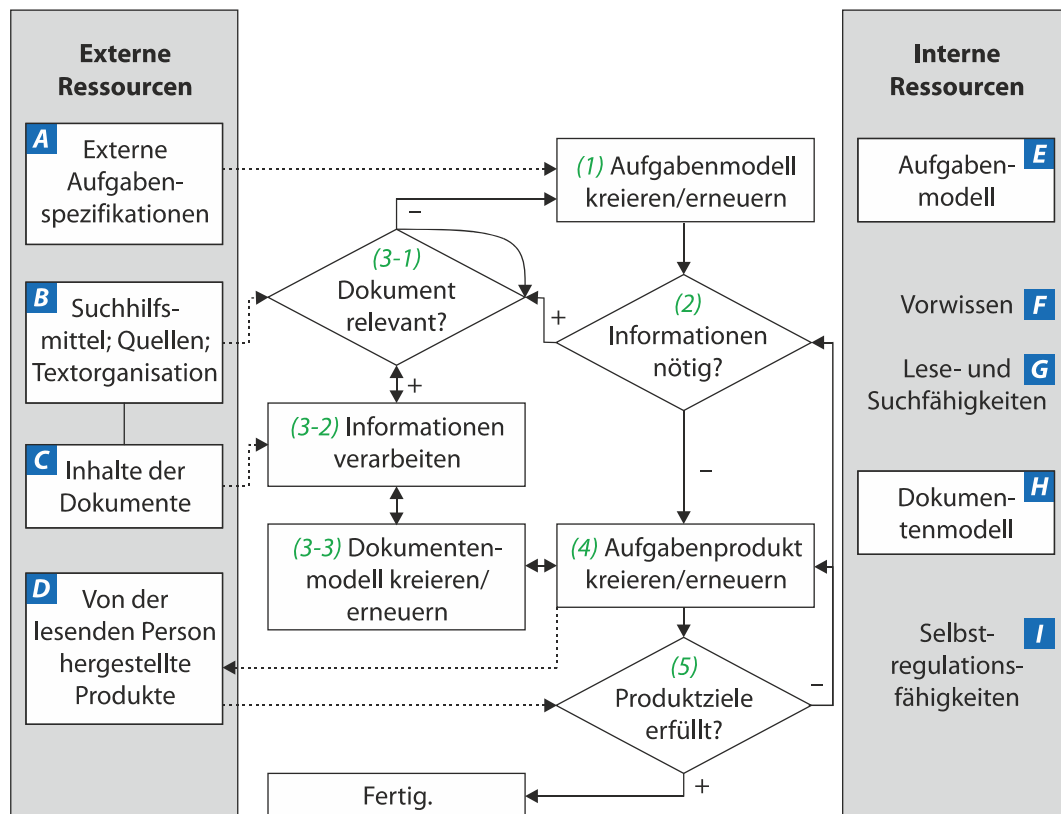 Externe
Ressourcen
A
Externe
Aufgaben-
spezifikationen
B
Suchhilfs-
mittel; Quellen;
Textorganisation
C
Inhalte der
Dokumente
D
Von der
lesenden Person
hergestellte
Produkte
(1) Aufgabenmodell
kreieren/erneuern
–
(3-1)
Dokument
relevant?
+
(2)
Informationen
nötig?
+
(3-2) Informationen
verarbeiten
–
(3-3) Dokumenten-
modell kreieren/
erneuern
(4) Aufgabenprodukt
kreieren/erneuern
(5)
Produktziele
erfüllt?
–
+
Fertig.
Interne
Ressourcen
E
Aufgaben-
modell
Vorwissen F
Lese- und G
Suchfähigkeiten
H
Dokumen-
tenmodell
Selbst- I
regulations-
fähigkeiten